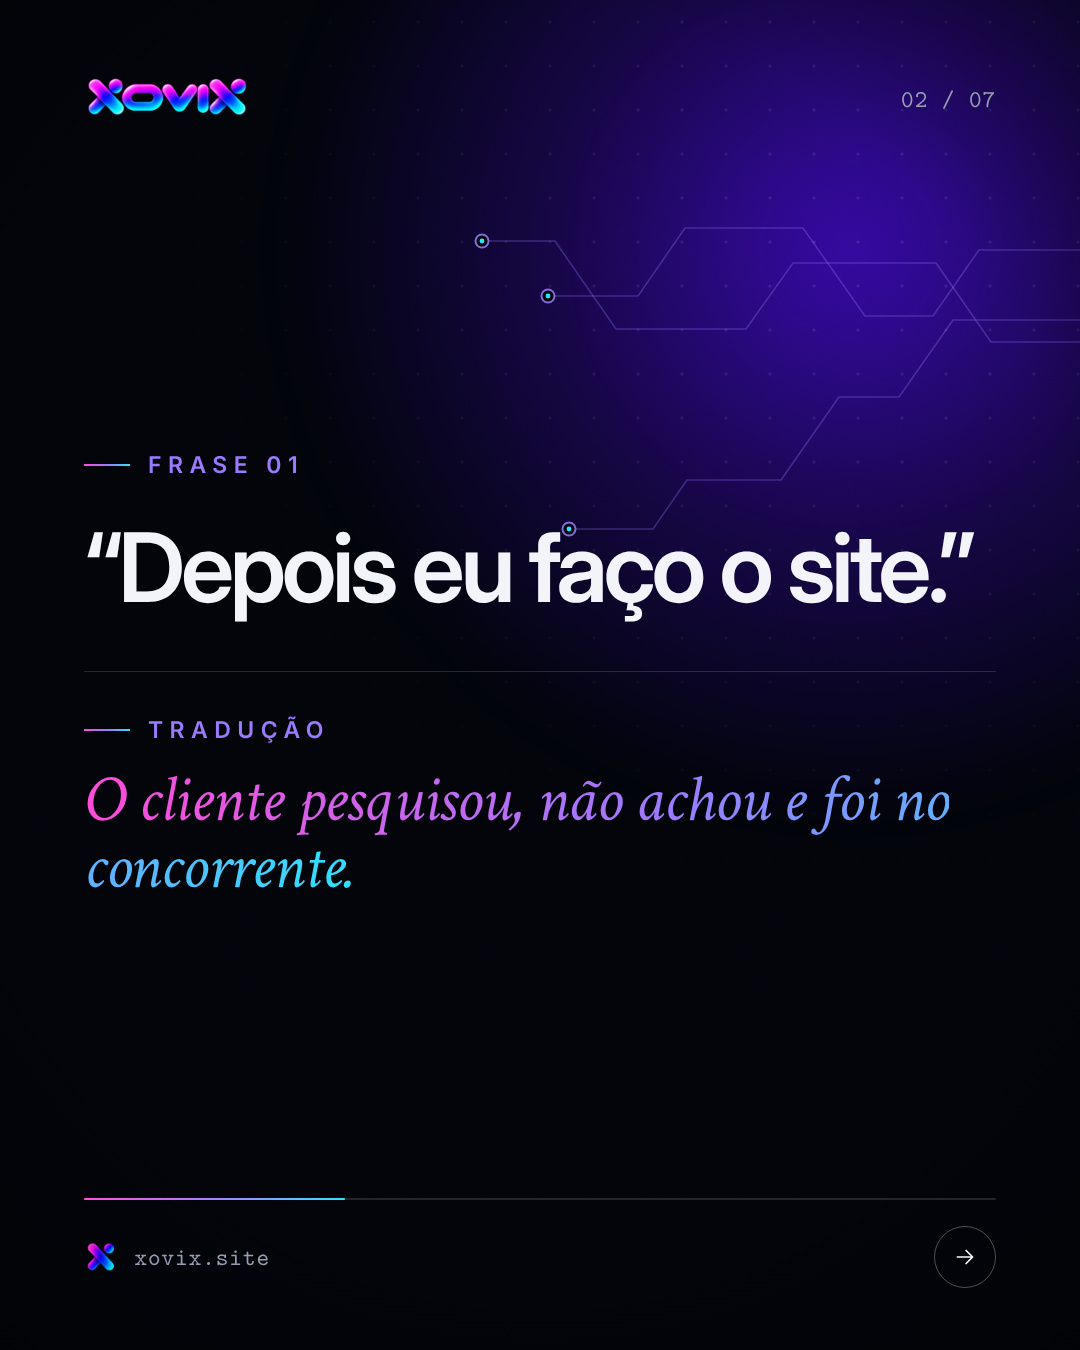 XOVIX
02 / 07
FRASE 01
“Depois eu faço o site.”
TRADUÇÃO
O cliente pesquisou, não achou e foi no
concorrente.
xovix.site